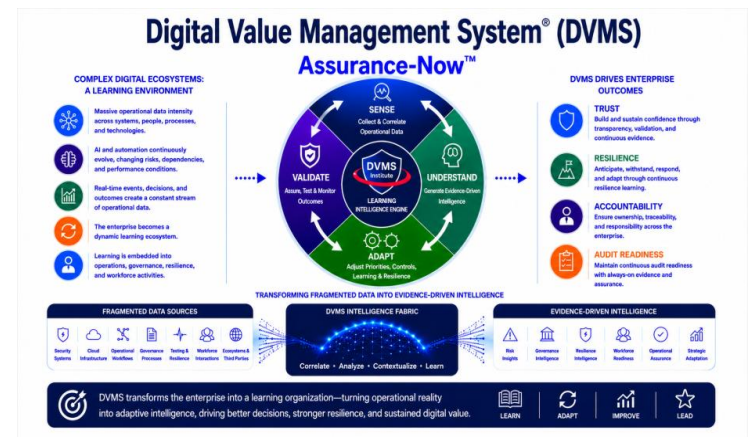 Digital Value Management System® (DVMS)
Assurance-Now™
COMPLEX DIGITAL ECOSYSTEMS:
A LEARNING ENVIRONMENT
Massive operational data intensity
across systems, people, processes,
and technologies.
AI and automation continuously
evolve, changing risks, dependencies,
and performance conditions.
Real-time events, decisions, and
outcomes create a constant stream
of operational data.
The enterprise becomes a
dynamic learning ecosystem.
Learning is embedded into
operations, governance, resilience,
and workforce activities.
SENSE
Collect & Correlate
Operational Data
VALIDATE
Assure, Test & Monitor
Outcomes
DVMS
Institute
LEARNING
INTELLIGENCE ENGINE
UNDERSTAND
Generate Evidence-Driven
Intelligence
ADAPT
Adjust Priorities, Controls,
Learning & Resilience
DVMS DRIVES ENTERPRISE
OUTCOMES
TRUST
Build and sustain confidence through
transparency, validation, and
continuous evidence.
RESILIENCE
Anticipate, withstand, respond,
and adapt through continuous
resilience learning.
ACCOUNTABILITY
Ensure ownership, traceability,
and responsibility across the
enterprise.
AUDIT READINESS
Maintain continuous audit readiness
with always-on evidence and
assurance.
TRANSFORMING FRAGMENTED DATA INTO EVIDENCE-DRIVEN INTELLIGENCE
FRAGMENTED DATA SOURCES
Security
Systems
Cloud
Infrastructure
Operational
Workflows
Governance
Processes
Testing &
Resilience
Workforce
Interactions
Ecosystems &
Third Parties
DVMS INTELLIGENCE FABRIC
Correlate • Analyze • Contextualize • Learn
EVIDENCE-DRIVEN INTELLIGENCE
Risk
Insights
Governance
Intelligence
Resilience
Intelligence
Workforce
Readiness
Operational
Assurance
Strategic
Adaptation
DVMS transforms the enterprise into a learning organization—turning operational reality
into adaptive intelligence, driving better decisions, stronger resilience, and sustained digital value.
LEARN
ADAPT
IMPROVE
LEAD